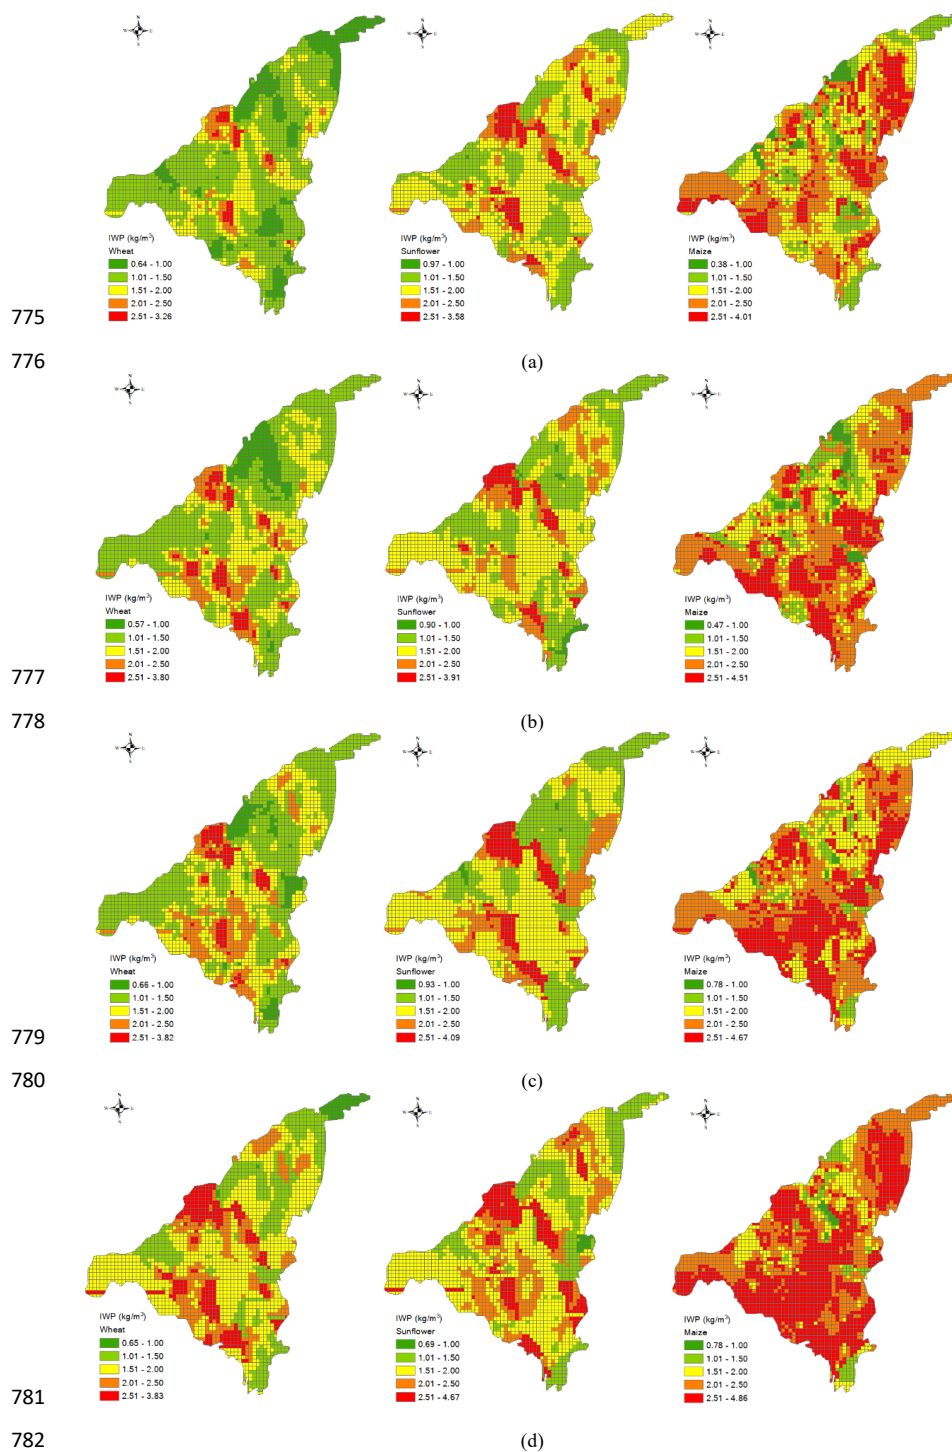 N
W E
S
IWP (kg/m³)
Wheat
0.64 - 1.00
1.01 - 1.50
1.51 - 2.00
2.01 - 2.50
2.51 - 3.26
N
W E
S
IWP (kg/m³)
Sunflower
0.97 - 1.00
1.01 - 1.50
1.51 - 2.00
2.01 - 2.50
2.51 - 3.58
N
W E
S
IWP (kg/m³)
Maize
0.38 - 1.00
1.01 - 1.50
1.51 - 2.00
2.01 - 2.50
2.51 - 4.01
775
776 (a)
N
W E
S
IWP (kg/m³)
Wheat
0.57 - 1.00
1.01 - 1.50
1.51 - 2.00
2.01 - 2.50
2.51 - 3.80
N
W E
S
IWP (kg/m³)
Sunflower
0.90 - 1.00
1.01 - 1.50
1.51 - 2.00
2.01 - 2.50
2.51 - 3.91
N
W E
S
IWP (kg/m³)
Maize
0.47 - 1.00
1.01 - 1.50
1.51 - 2.00
2.01 - 2.50
2.51 - 4.51
777
778 (b)
N
W E
S
IWP (kg/m³)
Wheat
0.66 - 1.00
1.01 - 1.50
1.51 - 2.00
2.01 - 2.50
2.51 - 3.82
N
W E
S
IWP (kg/m³)
Sunflower
0.93 - 1.00
1.01 - 1.50
1.51 - 2.00
2.01 - 2.50
2.51 - 4.09
N
W E
S
IWP (kg/m³)
Maize
0.78 - 1.00
1.01 - 1.50
1.51 - 2.00
2.01 - 2.50
2.51 - 4.67
779
780 (c)
N
W E
S
IWP (kg/m³)
Wheat
0.65 - 1.00
1.01 - 1.50
1.51 - 2.00
2.01 - 2.50
2.51 - 3.83
N
W E
S
IWP (kg/m³)
Sunflower
0.69 - 1.00
1.01 - 1.50
1.51 - 2.00
2.01 - 2.50
2.51 - 4.67
N
W E
S
IWP (kg/m³)
Maize
0.78 - 1.00
1.01 - 1.50
1.51 - 2.00
2.01 - 2.50
2.51 - 4.86
781
782 (d)